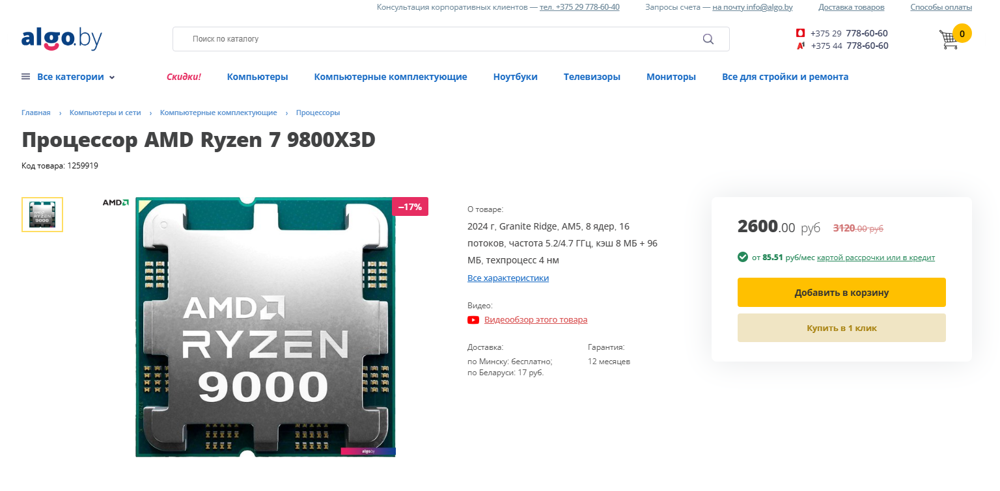 Консультация корпоративных клиентов — тел. +375 29 778-60-40 Запросы счета — на почту info@algo.by Доставка товаров Способы оплаты
algo.by
Поиск по каталогу
+375 29 778-60-60
A1 +375 44 778-60-60
0
Все категории Скидки! Компьютеры Компьютерные комплектующие Ноутбуки Телевизоры Мониторы Все для стройки и ремонта
Главная › Компьютеры и сети › Компьютерные комплектующие › Процессоры
Процессор AMD Ryzen 7 9800X3D
Код товара: 1259919
AMD
RYZEN
9000
AMD
–17%
AMD
RYZEN
9000
algo.by
О товаре:
2024 г, Granite Ridge, AM5, 8 ядер, 16
потоков, частота 5.2/4.7 ГГц, кэш 8 МБ + 96
МБ, техпроцесс 4 нм
Все характеристики
Видео:
Видеообзор этого товара
Доставка: Гарантия:
по Минску: бесплатно; 12 месяцев
по Беларуси: 17 руб.
2600.00 руб 3120.00 руб
от 85.51 руб/мес картой рассрочки или в кредит
Добавить в корзину
Купить в 1 клик